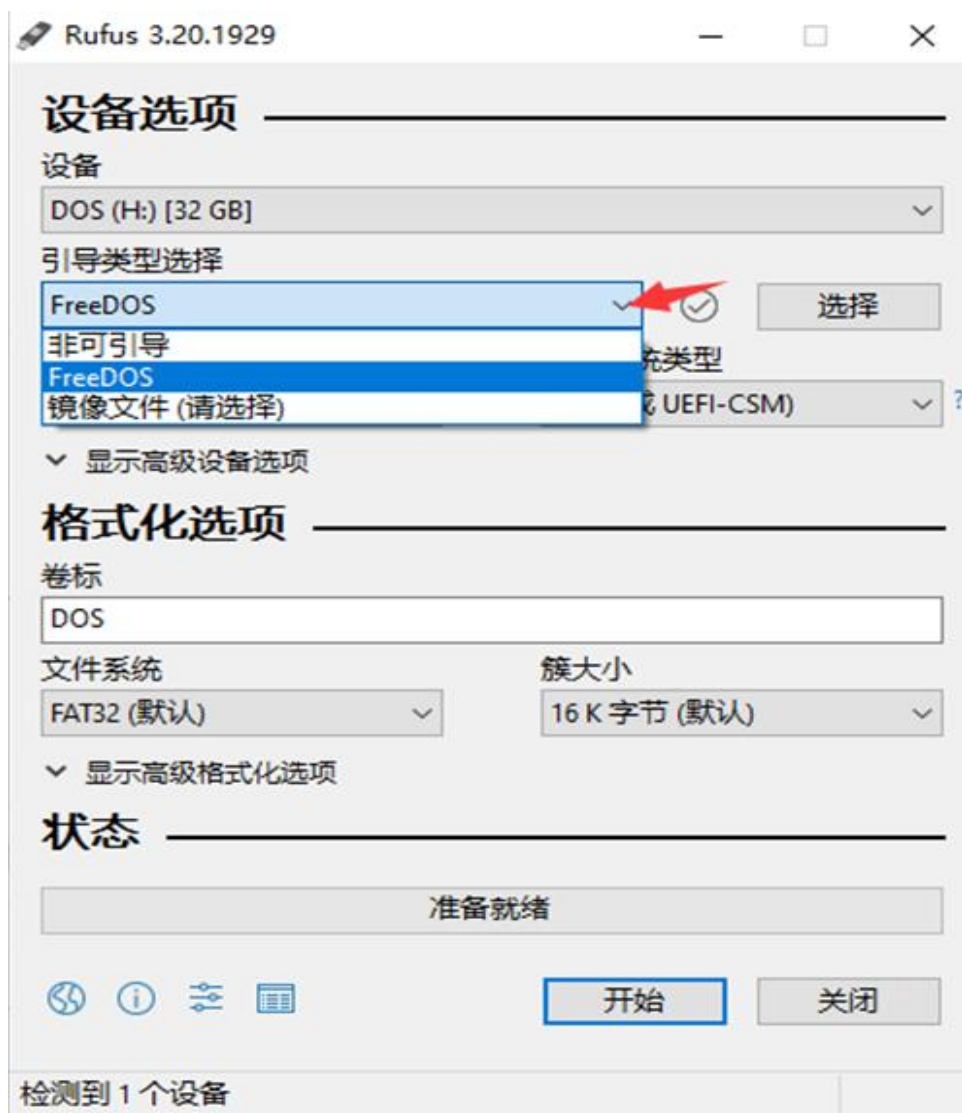 Rufus 3.20.1929
设备选项
设备
DOS (H:) [32 GB]
引导类型选择
FreeDOS
选择
非可引导
FreeDOS
镜像文件 (请选择)
统类型
UEFI-CSM)
?
显示高级设备选项
格式化选项
卷标
DOS
文件系统 簇大小
FAT32 (默认) 16 K 字节 (默认)
显示高级格式化选项
状态
准备就绪
开始 关闭
检测到 1 个设备